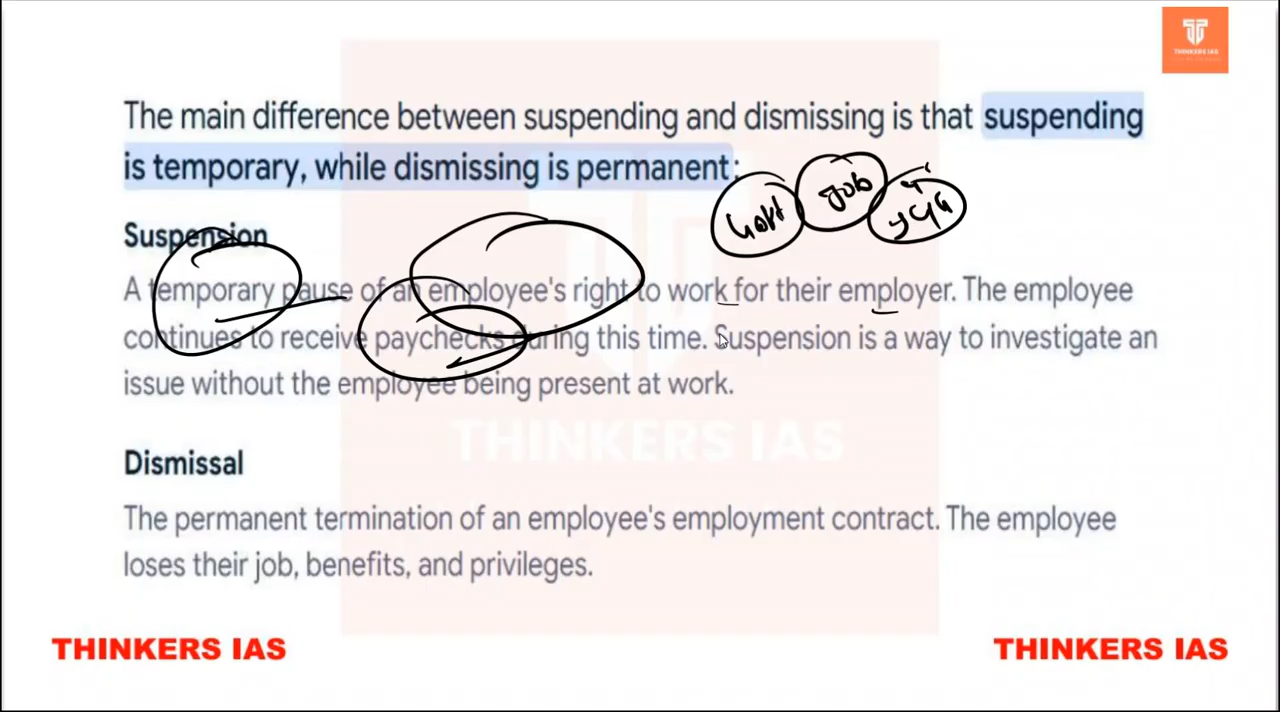 THINKERS IAS
The main difference between suspending and dismissing is that suspending
is temporary, while dismissing is permanent:
Govt job
Suspension
A temporary pause of an employee's right to work for their employer. The employee
continues to receive paychecks during this time. Suspension is a way to investigate an
issue without the employee being present at work.
THINKERS IAS
Dismissal
The permanent termination of an employee's employment contract. The employee
loses their job, benefits, and privileges.
THINKERS IAS
THINKERS IAS